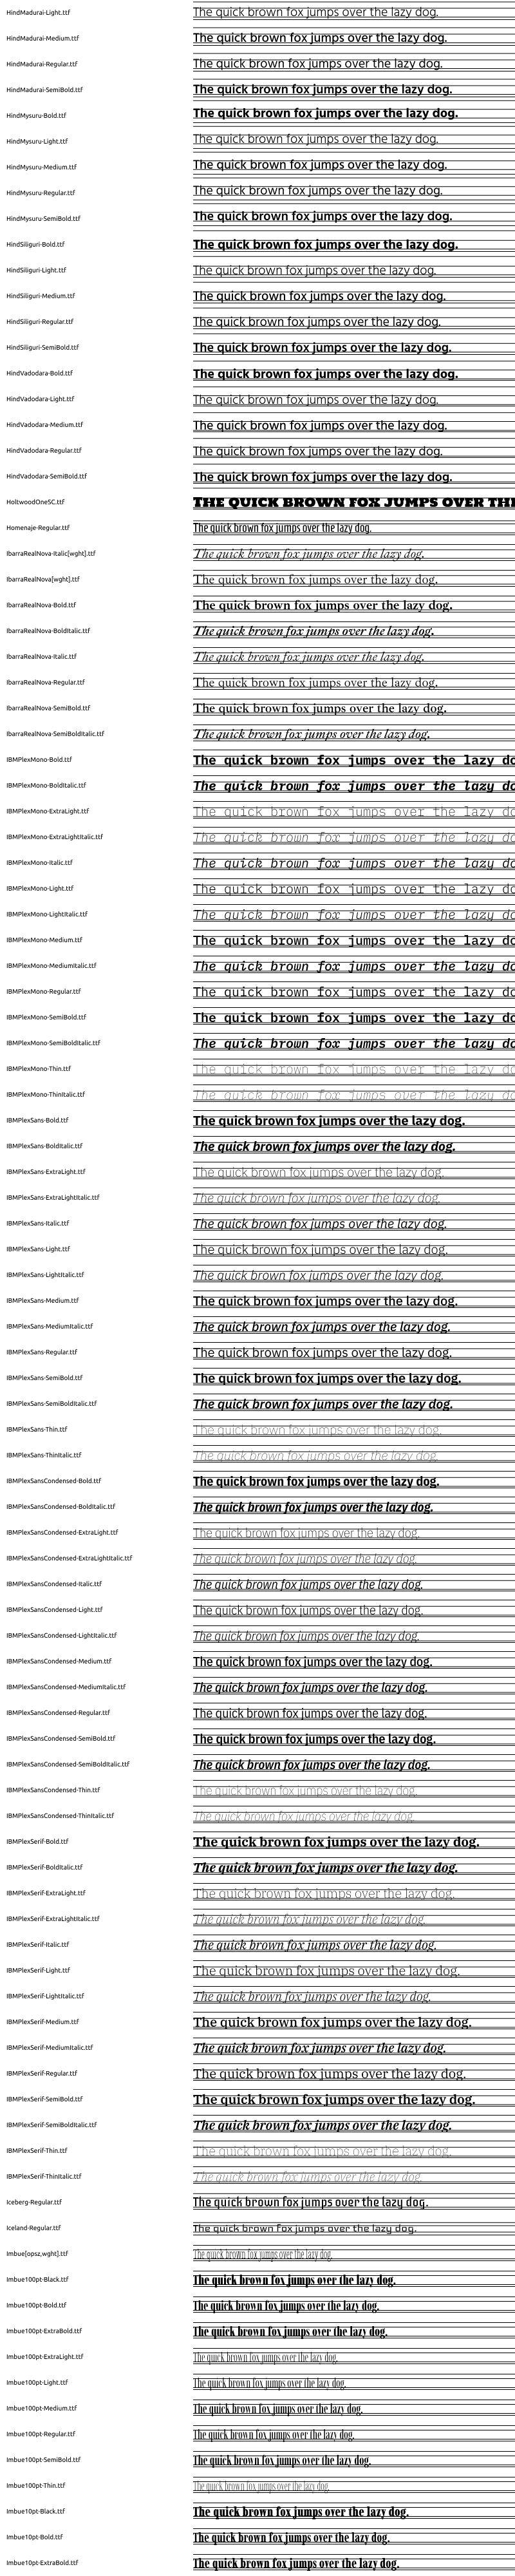 HindMadurai-Light.ttf The quick brown fox jumps over the lazy dog.
HindMadurai-Medium.ttf The quick brown fox jumps over the lazy dog.
HindMadurai-Regular.ttf The quick brown fox jumps over the lazy dog.
HindMadurai-SemiBold.ttf The quick brown fox jumps over the lazy dog.
HindMysuru-Bold.ttf The quick brown fox jumps over the lazy dog.
HindMysuru-Light.ttf The quick brown fox jumps over the lazy dog.
HindMysuru-Medium.ttf The quick brown fox jumps over the lazy dog.
HindMysuru-Regular.ttf The quick brown fox jumps over the lazy dog.
HindMysuru-SemiBold.ttf The quick brown fox jumps over the lazy dog.
HindSiliguri-Bold.ttf The quick brown fox jumps over the lazy dog.
HindSiliguri-Light.ttf The quick brown fox jumps over the lazy dog.
HindSiliguri-Medium.ttf The quick brown fox jumps over the lazy dog.
HindSiliguri-Regular.ttf The quick brown fox jumps over the lazy dog.
HindSiliguri-SemiBold.ttf The quick brown fox jumps over the lazy dog.
HindVadodara-Bold.ttf The quick brown fox jumps over the lazy dog.
HindVadodara-Light.ttf The quick brown fox jumps over the lazy dog.
HindVadodara-Medium.ttf The quick brown fox jumps over the lazy dog.
HindVadodara-Regular.ttf The quick brown fox jumps over the lazy dog.
HindVadodara-SemiBold.ttf The quick brown fox jumps over the lazy dog.
HoltwoodOneSC.ttf THE QUICK BROWN FOX JUMPS OVER TH
Homenaje-Regular.ttf The quick brown fox jumps over the lazy dog.
IbarraRealNova-Italic[wght].ttf The quick brown fox jumps over the lazy dog.
IbarraRealNova[wght].ttf The quick brown fox jumps over the lazy dog.
IbarraRealNova-Bold.ttf The quick brown fox jumps over the lazy dog.
IbarraRealNova-BoldItalic.ttf The quick brown fox jumps over the lazy dog.
IbarraRealNova-Italic.ttf The quick brown fox jumps over the lazy dog.
IbarraRealNova-Regular.ttf The quick brown fox jumps over the lazy dog.
IbarraRealNova-SemiBold.ttf The quick brown fox jumps over the lazy dog.
IbarraRealNova-SemiBoldItalic.ttf The quick brown fox jumps over the lazy dog.
IBMPlexMono-Bold.ttf The quick brown fox jumps over the lazy do
IBMPlexMono-BoldItalic.ttf The quick brown fox jumps over the lazy do
IBMPlexMono-ExtraLight.ttf The quick brown fox jumps over the lazy do
IBMPlexMono-ExtraLightItalic.ttf The quick brown fox jumps over the lazy do
IBMPlexMono-Italic.ttf The quick brown fox jumps over the lazy do
IBMPlexMono-Light.ttf The quick brown fox jumps over the lazy do
IBMPlexMono-LightItalic.ttf The quick brown fox jumps over the lazy do
IBMPlexMono-Medium.ttf The quick brown fox jumps over the lazy do
IBMPlexMono-MediumItalic.ttf The quick brown fox jumps over the lazy do
IBMPlexMono-Regular.ttf The quick brown fox jumps over the lazy do
IBMPlexMono-SemiBold.ttf The quick brown fox jumps over the lazy do
IBMPlexMono-SemiBoldItalic.ttf The quick brown fox jumps over the lazy do
IBMPlexMono-Thin.ttf The quick brown fox jumps over the lazy do
IBMPlexMono-ThinItalic.ttf The quick brown fox jumps over the lazy do
IBMPlexSans-Bold.ttf The quick brown fox jumps over the lazy dog.
IBMPlexSans-BoldItalic.ttf The quick brown fox jumps over the lazy dog.
IBMPlexSans-ExtraLight.ttf The quick brown fox jumps over the lazy dog.
IBMPlexSans-ExtraLightItalic.ttf The quick brown fox jumps over the lazy dog.
IBMPlexSans-Italic.ttf The quick brown fox jumps over the lazy dog.
IBMPlexSans-Light.ttf The quick brown fox jumps over the lazy dog.
IBMPlexSans-LightItalic.ttf The quick brown fox jumps over the lazy dog.
IBMPlexSans-Medium.ttf The quick brown fox jumps over the lazy dog.
IBMPlexSans-MediumItalic.ttf The quick brown fox jumps over the lazy dog.
IBMPlexSans-Regular.ttf The quick brown fox jumps over the lazy dog.
IBMPlexSans-SemiBold.ttf The quick brown fox jumps over the lazy dog.
IBMPlexSans-SemiBoldItalic.ttf The quick brown fox jumps over the lazy dog.
IBMPlexSans-Thin.ttf The quick brown fox jumps over the lazy dog.
IBMPlexSans-ThinItalic.ttf The quick brown fox jumps over the lazy dog.
IBMPlexSansCondensed-Bold.ttf The quick brown fox jumps over the lazy dog.
IBMPlexSansCondensed-BoldItalic.ttf The quick brown fox jumps over the lazy dog.
IBMPlexSansCondensed-ExtraLight.ttf The quick brown fox jumps over the lazy dog.
IBMPlexSansCondensed-ExtraLightItalic.ttf The quick brown fox jumps over the lazy dog.
IBMPlexSansCondensed-Italic.ttf The quick brown fox jumps over the lazy dog.
IBMPlexSansCondensed-Light.ttf The quick brown fox jumps over the lazy dog.
IBMPlexSansCondensed-LightItalic.ttf The quick brown fox jumps over the lazy dog.
IBMPlexSansCondensed-Medium.ttf The quick brown fox jumps over the lazy dog.
IBMPlexSansCondensed-MediumItalic.ttf The quick brown fox jumps over the lazy dog.
IBMPlexSansCondensed-Regular.ttf The quick brown fox jumps over the lazy dog.
IBMPlexSansCondensed-SemiBold.ttf The quick brown fox jumps over the lazy dog.
IBMPlexSansCondensed-SemiBoldItalic.ttf The quick brown fox jumps over the lazy dog.
IBMPlexSansCondensed-Thin.ttf The quick brown fox jumps over the lazy dog.
IBMPlexSansCondensed-ThinItalic.ttf The quick brown fox jumps over the lazy dog.
IBMPlexSerif-Bold.ttf The quick brown fox jumps over the lazy dog.
IBMPlexSerif-BoldItalic.ttf The quick brown fox jumps over the lazy dog.
IBMPlexSerif-ExtraLight.ttf The quick brown fox jumps over the lazy dog.
IBMPlexSerif-ExtraLightItalic.ttf The quick brown fox jumps over the lazy dog.
IBMPlexSerif-Italic.ttf The quick brown fox jumps over the lazy dog.
IBMPlexSerif-Light.ttf The quick brown fox jumps over the lazy dog.
IBMPlexSerif-LightItalic.ttf The quick brown fox jumps over the lazy dog.
IBMPlexSerif-Medium.ttf The quick brown fox jumps over the lazy dog.
IBMPlexSerif-MediumItalic.ttf The quick brown fox jumps over the lazy dog.
IBMPlexSerif-Regular.ttf The quick brown fox jumps over the lazy dog.
IBMPlexSerif-SemiBold.ttf The quick brown fox jumps over the lazy dog.
IBMPlexSerif-SemiBoldItalic.ttf The quick brown fox jumps over the lazy dog.
IBMPlexSerif-Thin.ttf The quick brown fox jumps over the lazy dog.
IBMPlexSerif-ThinItalic.ttf The quick brown fox jumps over the lazy dog.
Iceberg-Regular.ttf The quick brown fox jumps over the lazy dog.
Iceland-Regular.ttf The quick brown fox jumps over the lazy dog.
Imbue[opsz,wght].ttf The quick brown fox jumps over the lazy dog.
Imbue100pt-Black.ttf The quick brown fox jumps over the lazy dog.
Imbue100pt-Bold.ttf The quick brown fox jumps over the lazy dog.
Imbue100pt-ExtraBold.ttf The quick brown fox jumps over the lazy dog.
Imbue100pt-ExtraLight.ttf The quick brown fox jumps over the lazy dog.
Imbue100pt-Light.ttf The quick brown fox jumps over the lazy dog.
Imbue100pt-Medium.ttf The quick brown fox jumps over the lazy dog.
Imbue100pt-Regular.ttf The quick brown fox jumps over the lazy dog.
Imbue100pt-SemiBold.ttf The quick brown fox jumps over the lazy dog.
Imbue100pt-Thin.ttf The quick brown fox jumps over the lazy dog.
Imbue10pt-Black.ttf The quick brown fox jumps over the lazy dog.
Imbue10pt-Bold.ttf The quick brown fox jumps over the lazy dog.
Imbue10pt-ExtraBold.ttf The quick brown fox jumps over the lazy dog.